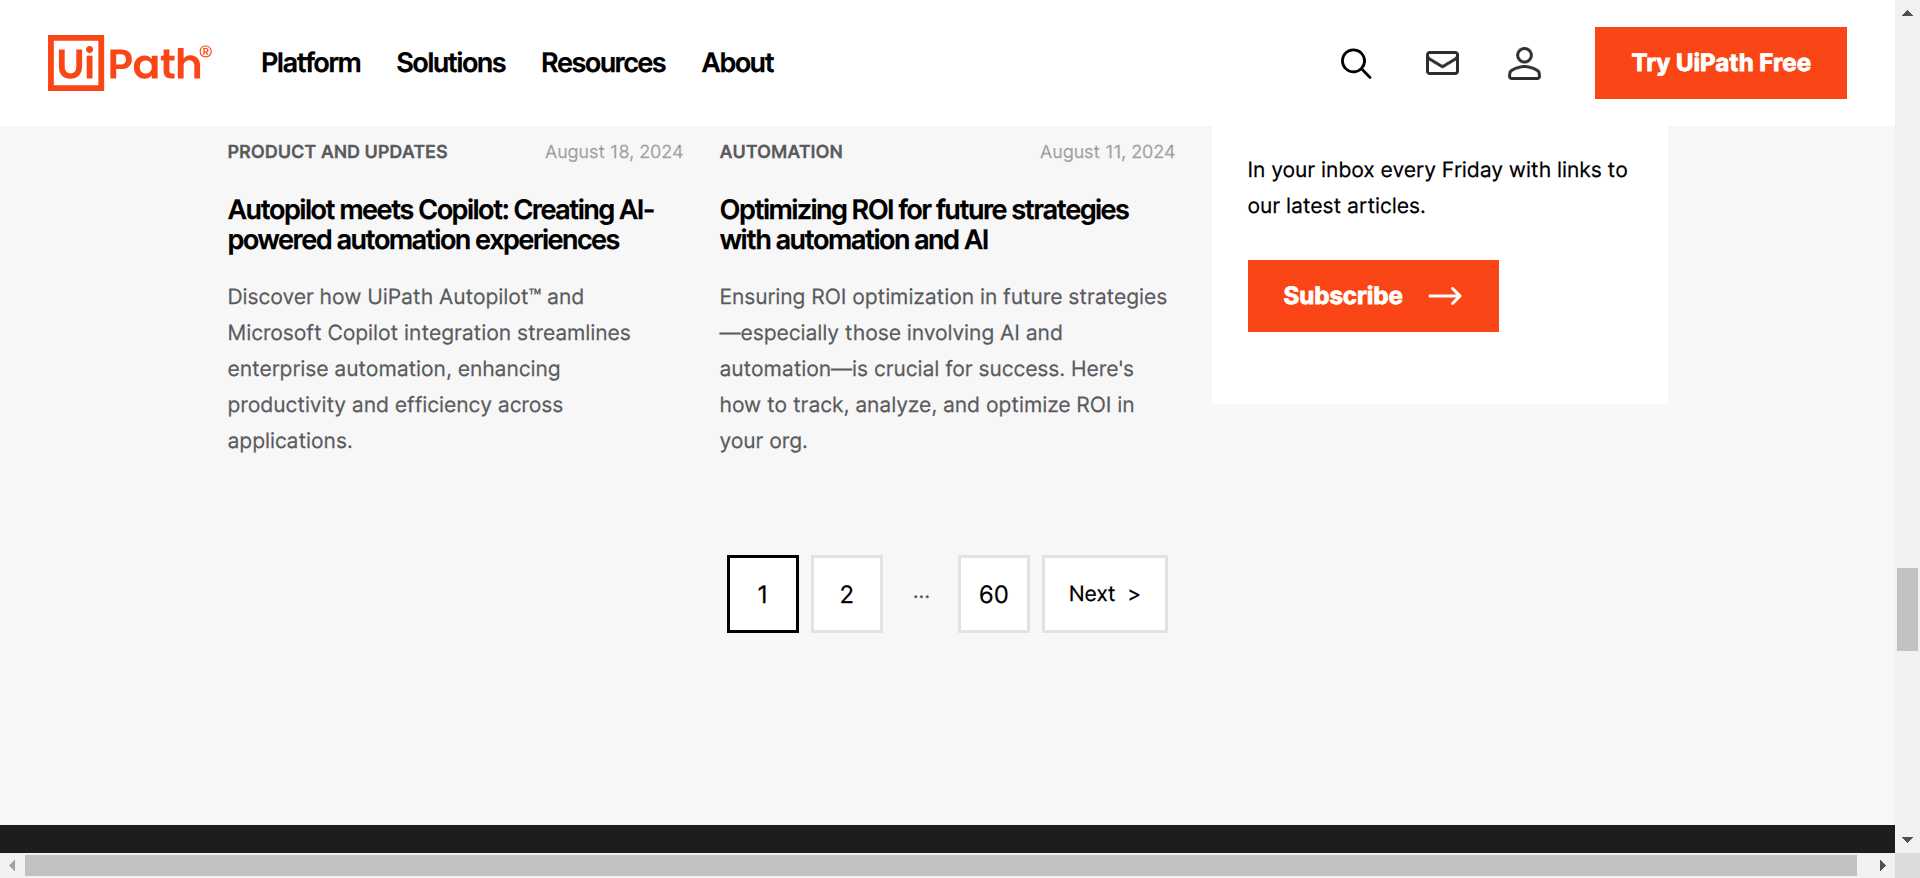 UiPath®
Platform
Solutions
Resources
About
Try UiPath Free
PRODUCT AND UPDATES
August 18, 2024
Autopilot meets Copilot: Creating AI-
powered automation experiences
Discover how UiPath Autopilot™ and
Microsoft Copilot integration streamlines
enterprise automation, enhancing
productivity and efficiency across
applications.
AUTOMATION
August 11, 2024
Optimizing ROI for future strategies
with automation and AI
Ensuring ROI optimization in future strategies
—especially those involving AI and
automation—is crucial for success. Here's
how to track, analyze, and optimize ROI in
your org.
In your inbox every Friday with links to
our latest articles.
Subscribe
1
2
...
60
Next >